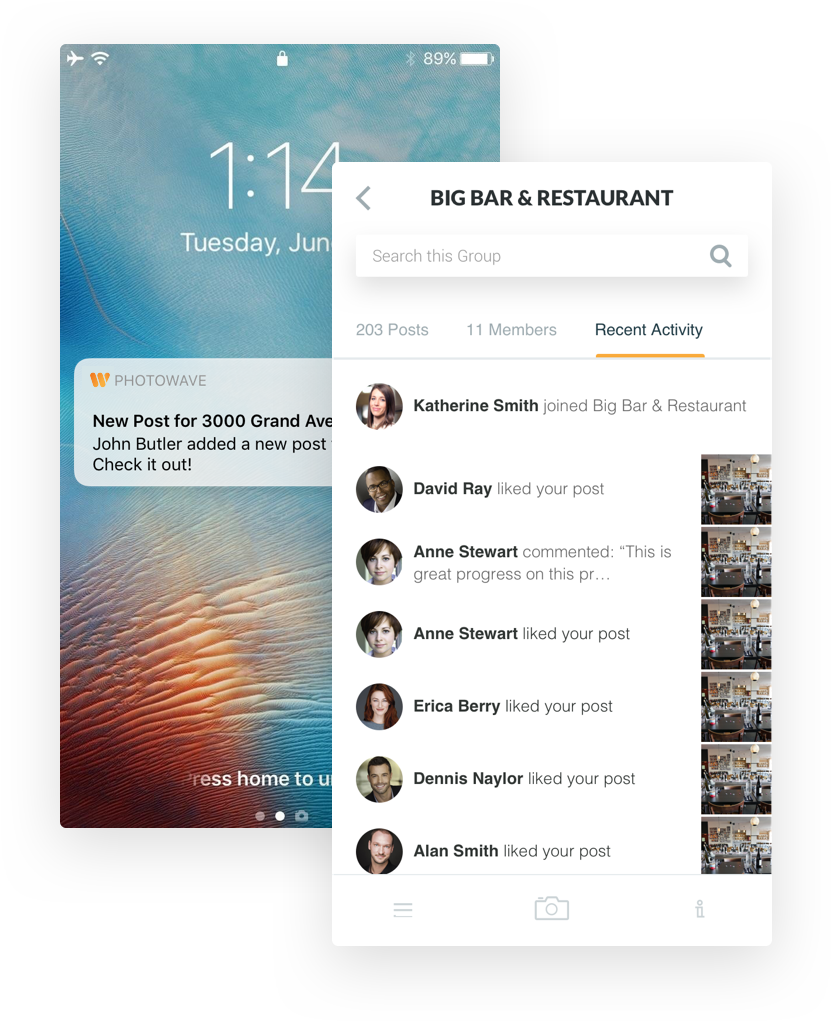 89%
1:14
Tuesday, Jun
PHOTOWAVE
New Post for 3000 Grand Ave
John Butler added a new post
Check it out!
ress home to u
BIG BAR & RESTAURANT
Search this Group
203 Posts
11 Members
Recent Activity
Katherine Smith joined Big Bar & Restaurant
David Ray liked your post
Anne Stewart commented: “This is
great progress on this pr…
Anne Stewart liked your post
Erica Berry liked your post
Dennis Naylor liked your post
Alan Smith liked your post